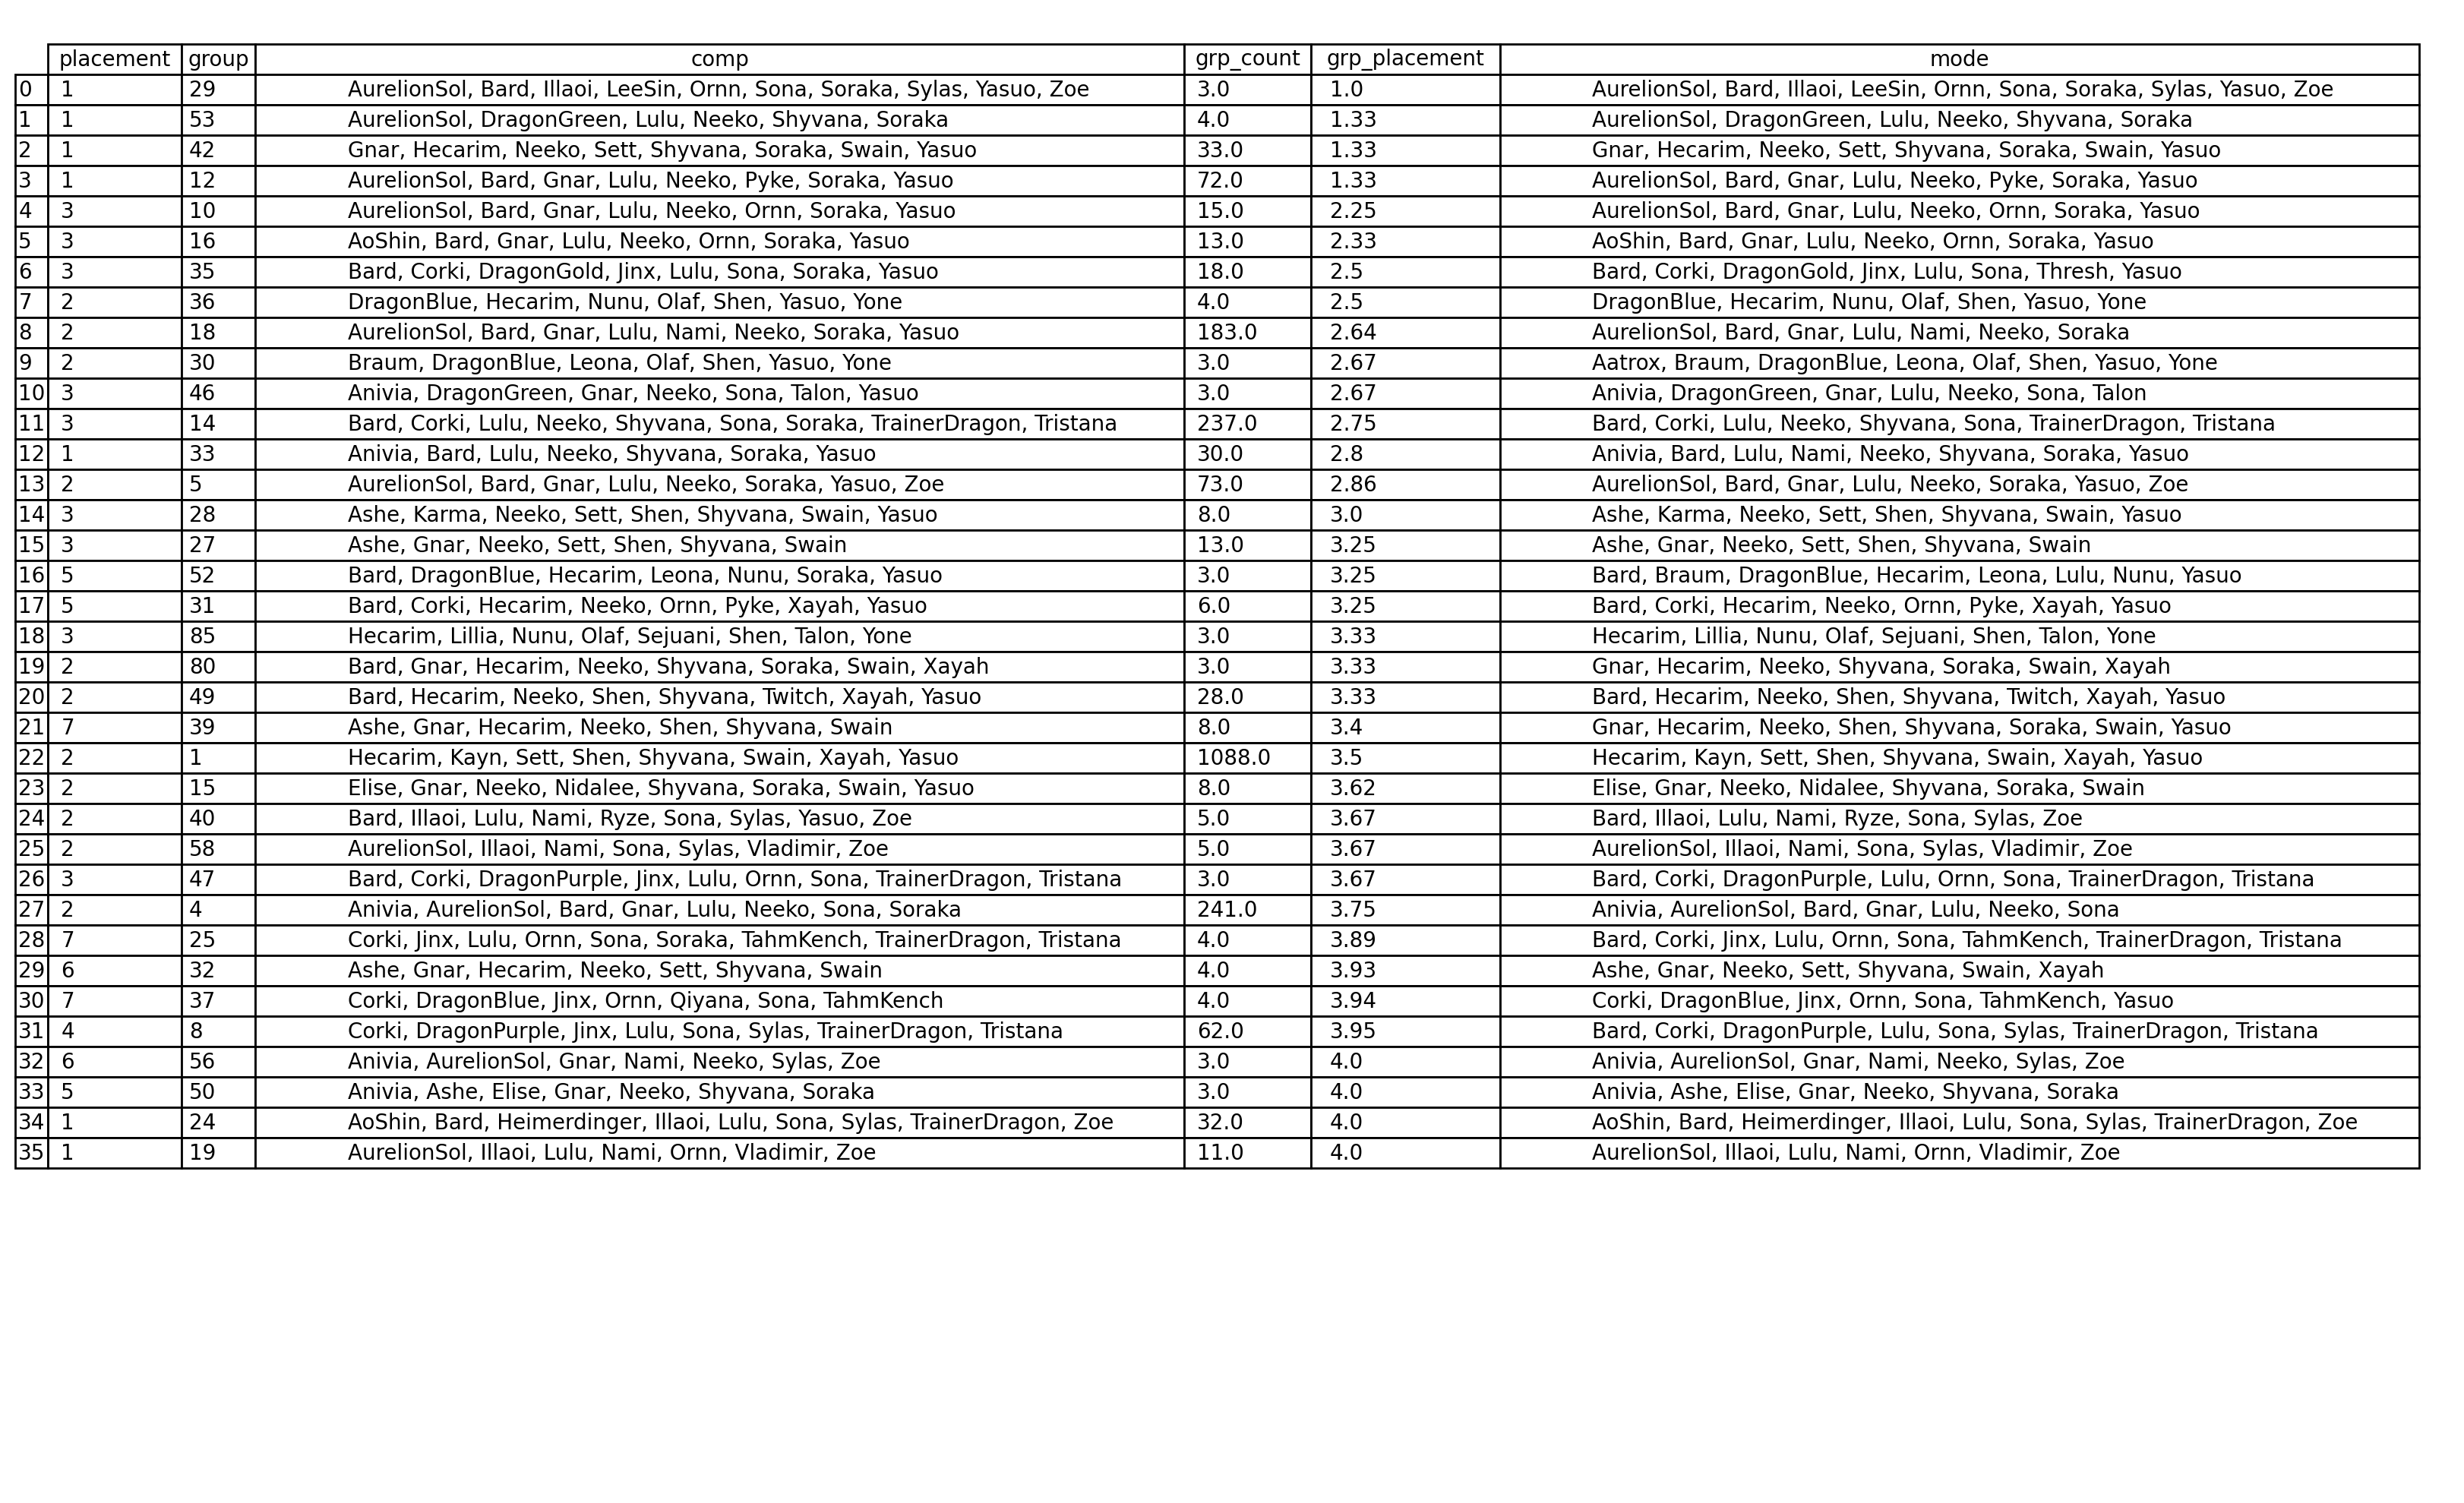 placement group comp grp_count grp_placement mode
0 1 29 AurelionSol, Bard, Illaoi, LeeSin, Ornn, Sona, Soraka, Sylas, Yasuo, Zoe 3.0 1.0 AurelionSol, Bard, Illaoi, LeeSin, Ornn, Sona, Soraka, Sylas, Yasuo, Zoe
1 1 53 AurelionSol, DragonGreen, Lulu, Neeko, Shyvana, Soraka 4.0 1.33 AurelionSol, DragonGreen, Lulu, Neeko, Shyvana, Soraka
2 1 42 Gnar, Hecarim, Neeko, Sett, Shyvana, Soraka, Swain, Yasuo 33.0 1.33 Gnar, Hecarim, Neeko, Sett, Shyvana, Soraka, Swain, Yasuo
3 1 12 AurelionSol, Bard, Gnar, Lulu, Neeko, Pyke, Soraka, Yasuo 72.0 1.33 AurelionSol, Bard, Gnar, Lulu, Neeko, Pyke, Soraka, Yasuo
4 3 10 AurelionSol, Bard, Gnar, Lulu, Neeko, Ornn, Soraka, Yasuo 15.0 2.25 AurelionSol, Bard, Gnar, Lulu, Neeko, Ornn, Soraka, Yasuo
5 3 16 AoShin, Bard, Gnar, Lulu, Neeko, Ornn, Soraka, Yasuo 13.0 2.33 AoShin, Bard, Gnar, Lulu, Neeko, Ornn, Soraka, Yasuo
6 3 35 Bard, Corki, DragonGold, Jinx, Lulu, Sona, Soraka, Yasuo 18.0 2.5 Bard, Corki, DragonGold, Jinx, Lulu, Sona, Thresh, Yasuo
7 2 36 DragonBlue, Hecarim, Nunu, Olaf, Shen, Yasuo, Yone 4.0 2.5 DragonBlue, Hecarim, Nunu, Olaf, Shen, Yasuo, Yone
8 2 18 AurelionSol, Bard, Gnar, Lulu, Nami, Neeko, Soraka, Yasuo 183.0 2.64 AurelionSol, Bard, Gnar, Lulu, Nami, Neeko, Soraka
9 2 30 Braum, DragonBlue, Leona, Olaf, Shen, Yasuo, Yone 3.0 2.67 Aatrox, Braum, DragonBlue, Leona, Olaf, Shen, Yasuo, Yone
10 3 46 Anivia, DragonGreen, Gnar, Neeko, Sona, Talon, Yasuo 3.0 2.67 Anivia, DragonGreen, Gnar, Lulu, Neeko, Sona, Talon
11 3 14 Bard, Corki, Lulu, Neeko, Shyvana, Sona, Soraka, TrainerDragon, Tristana 237.0 2.75 Bard, Corki, Lulu, Neeko, Shyvana, Sona, TrainerDragon, Tristana
12 1 33 Anivia, Bard, Lulu, Neeko, Shyvana, Soraka, Yasuo 30.0 2.8 Anivia, Bard, Lulu, Nami, Neeko, Shyvana, Soraka, Yasuo
13 2 5 AurelionSol, Bard, Gnar, Lulu, Neeko, Soraka, Yasuo, Zoe 73.0 2.86 AurelionSol, Bard, Gnar, Lulu, Neeko, Soraka, Yasuo, Zoe
14 3 28 Ashe, Karma, Neeko, Sett, Shen, Shyvana, Swain, Yasuo 8.0 3.0 Ashe, Karma, Neeko, Sett, Shen, Shyvana, Swain, Yasuo
15 3 27 Ashe, Gnar, Neeko, Sett, Shen, Shyvana, Swain 13.0 3.25 Ashe, Gnar, Neeko, Sett, Shen, Shyvana, Swain
16 5 52 Bard, DragonBlue, Hecarim, Leona, Nunu, Soraka, Yasuo 3.0 3.25 Bard, Braum, DragonBlue, Hecarim, Leona, Lulu, Nunu, Yasuo
17 5 31 Bard, Corki, Hecarim, Neeko, Ornn, Pyke, Xayah, Yasuo 6.0 3.25 Bard, Corki, Hecarim, Neeko, Ornn, Pyke, Xayah, Yasuo
18 3 85 Hecarim, Lillia, Nunu, Olaf, Sejuani, Shen, Talon, Yone 3.0 3.33 Hecarim, Lillia, Nunu, Olaf, Sejuani, Shen, Talon, Yone
19 2 80 Bard, Gnar, Hecarim, Neeko, Shyvana, Soraka, Swain, Xayah 3.0 3.33 Gnar, Hecarim, Neeko, Shyvana, Soraka, Swain, Xayah
20 2 49 Bard, Hecarim, Neeko, Shen, Shyvana, Twitch, Xayah, Yasuo 28.0 3.33 Bard, Hecarim, Neeko, Shen, Shyvana, Twitch, Xayah, Yasuo
21 7 39 Ashe, Gnar, Hecarim, Neeko, Shen, Shyvana, Swain 8.0 3.4 Gnar, Hecarim, Neeko, Shen, Shyvana, Soraka, Swain, Yasuo
22 2 1 Hecarim, Kayn, Sett, Shen, Shyvana, Swain, Xayah, Yasuo 1088.0 3.5 Hecarim, Kayn, Sett, Shen, Shyvana, Swain, Xayah, Yasuo
23 2 15 Elise, Gnar, Neeko, Nidalee, Shyvana, Soraka, Swain, Yasuo 8.0 3.62 Elise, Gnar, Neeko, Nidalee, Shyvana, Soraka, Swain
24 2 40 Bard, Illaoi, Lulu, Nami, Ryze, Sona, Sylas, Yasuo, Zoe 5.0 3.67 Bard, Illaoi, Lulu, Nami, Ryze, Sona, Sylas, Zoe
25 2 58 AurelionSol, Illaoi, Nami, Sona, Sylas, Vladimir, Zoe 5.0 3.67 AurelionSol, Illaoi, Nami, Sona, Sylas, Vladimir, Zoe
26 3 47 Bard, Corki, DragonPurple, Jinx, Lulu, Ornn, Sona, TrainerDragon, Tristana 3.0 3.67 Bard, Corki, DragonPurple, Lulu, Ornn, Sona, TrainerDragon, Tristana
27 2 4 Anivia, AurelionSol, Bard, Gnar, Lulu, Neeko, Sona, Soraka 241.0 3.75 Anivia, AurelionSol, Bard, Gnar, Lulu, Neeko, Sona
28 7 25 Corki, Jinx, Lulu, Ornn, Sona, Soraka, TahmKench, TrainerDragon, Tristana 4.0 3.89 Bard, Corki, Jinx, Lulu, Ornn, Sona, TahmKench, TrainerDragon, Tristana
29 6 32 Ashe, Gnar, Hecarim, Neeko, Sett, Shyvana, Swain 4.0 3.93 Ashe, Gnar, Neeko, Sett, Shyvana, Swain, Xayah
30 7 37 Corki, DragonBlue, Jinx, Ornn, Qiyana, Sona, TahmKench 4.0 3.94 Corki, DragonBlue, Jinx, Ornn, Sona, TahmKench, Yasuo
31 4 8 Corki, DragonPurple, Jinx, Lulu, Sona, Sylas, TrainerDragon, Tristana 62.0 3.95 Bard, Corki, DragonPurple, Lulu, Sona, Sylas, TrainerDragon, Tristana
32 6 56 Anivia, AurelionSol, Gnar, Nami, Neeko, Sylas, Zoe 3.0 4.0 Anivia, AurelionSol, Gnar, Nami, Neeko, Sylas, Zoe
33 5 50 Anivia, Ashe, Elise, Gnar, Neeko, Shyvana, Soraka 3.0 4.0 Anivia, Ashe, Elise, Gnar, Neeko, Shyvana, Soraka
34 1 24 AoShin, Bard, Heimerdinger, Illaoi, Lulu, Sona, Sylas, TrainerDragon, Zoe 32.0 4.0 AoShin, Bard, Heimerdinger, Illaoi, Lulu, Sona, Sylas, TrainerDragon, Zoe
35 1 19 AurelionSol, Illaoi, Lulu, Nami, Ornn, Vladimir, Zoe 11.0 4.0 AurelionSol, Illaoi, Lulu, Nami, Ornn, Vladimir, Zoe